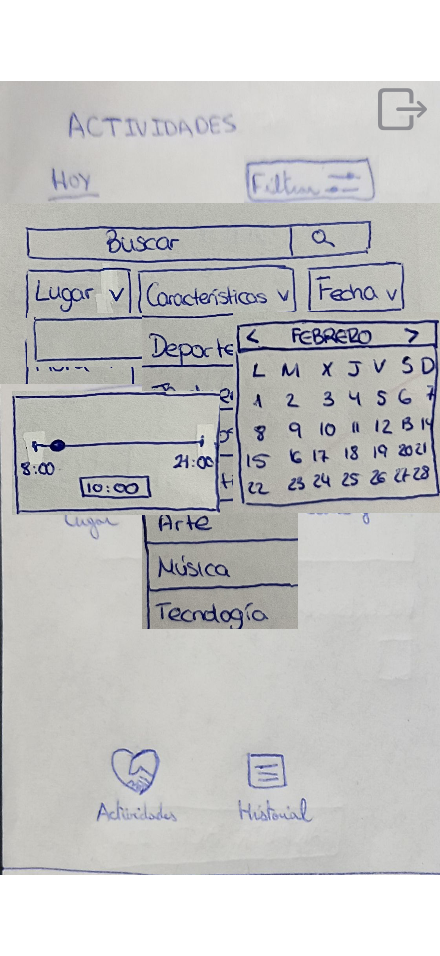 ACTIVIDADES
HOY
Filtrar
Buscar
Lugar
Características
Fecha
Deporte
< FEBRERO >
L M X J V S D
1 2 3 4 5 6 7
8 9 10 11 12 13 14
15 16 17 18 19 20 21
22 23 24 25 26 27 28
8:00
21:00
10:00
Lugar
Arte
Música
Tecnología
Actividades
Historial